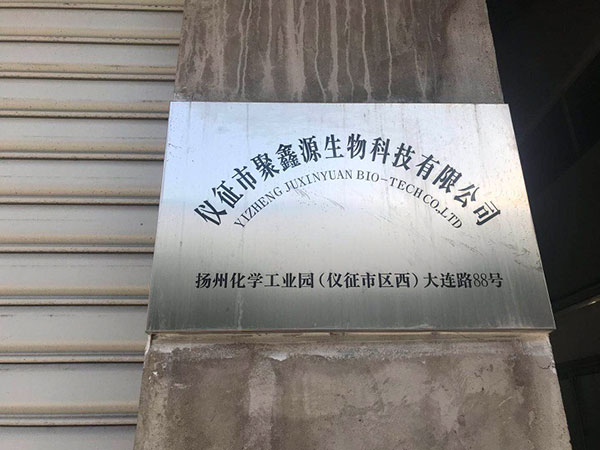 仪征市聚鑫源生物科技有限公司
YIZHENG JUXINYUAN BIO-TECH CO.,LTD
扬州化学工业园(仪征市区西)大连路88号